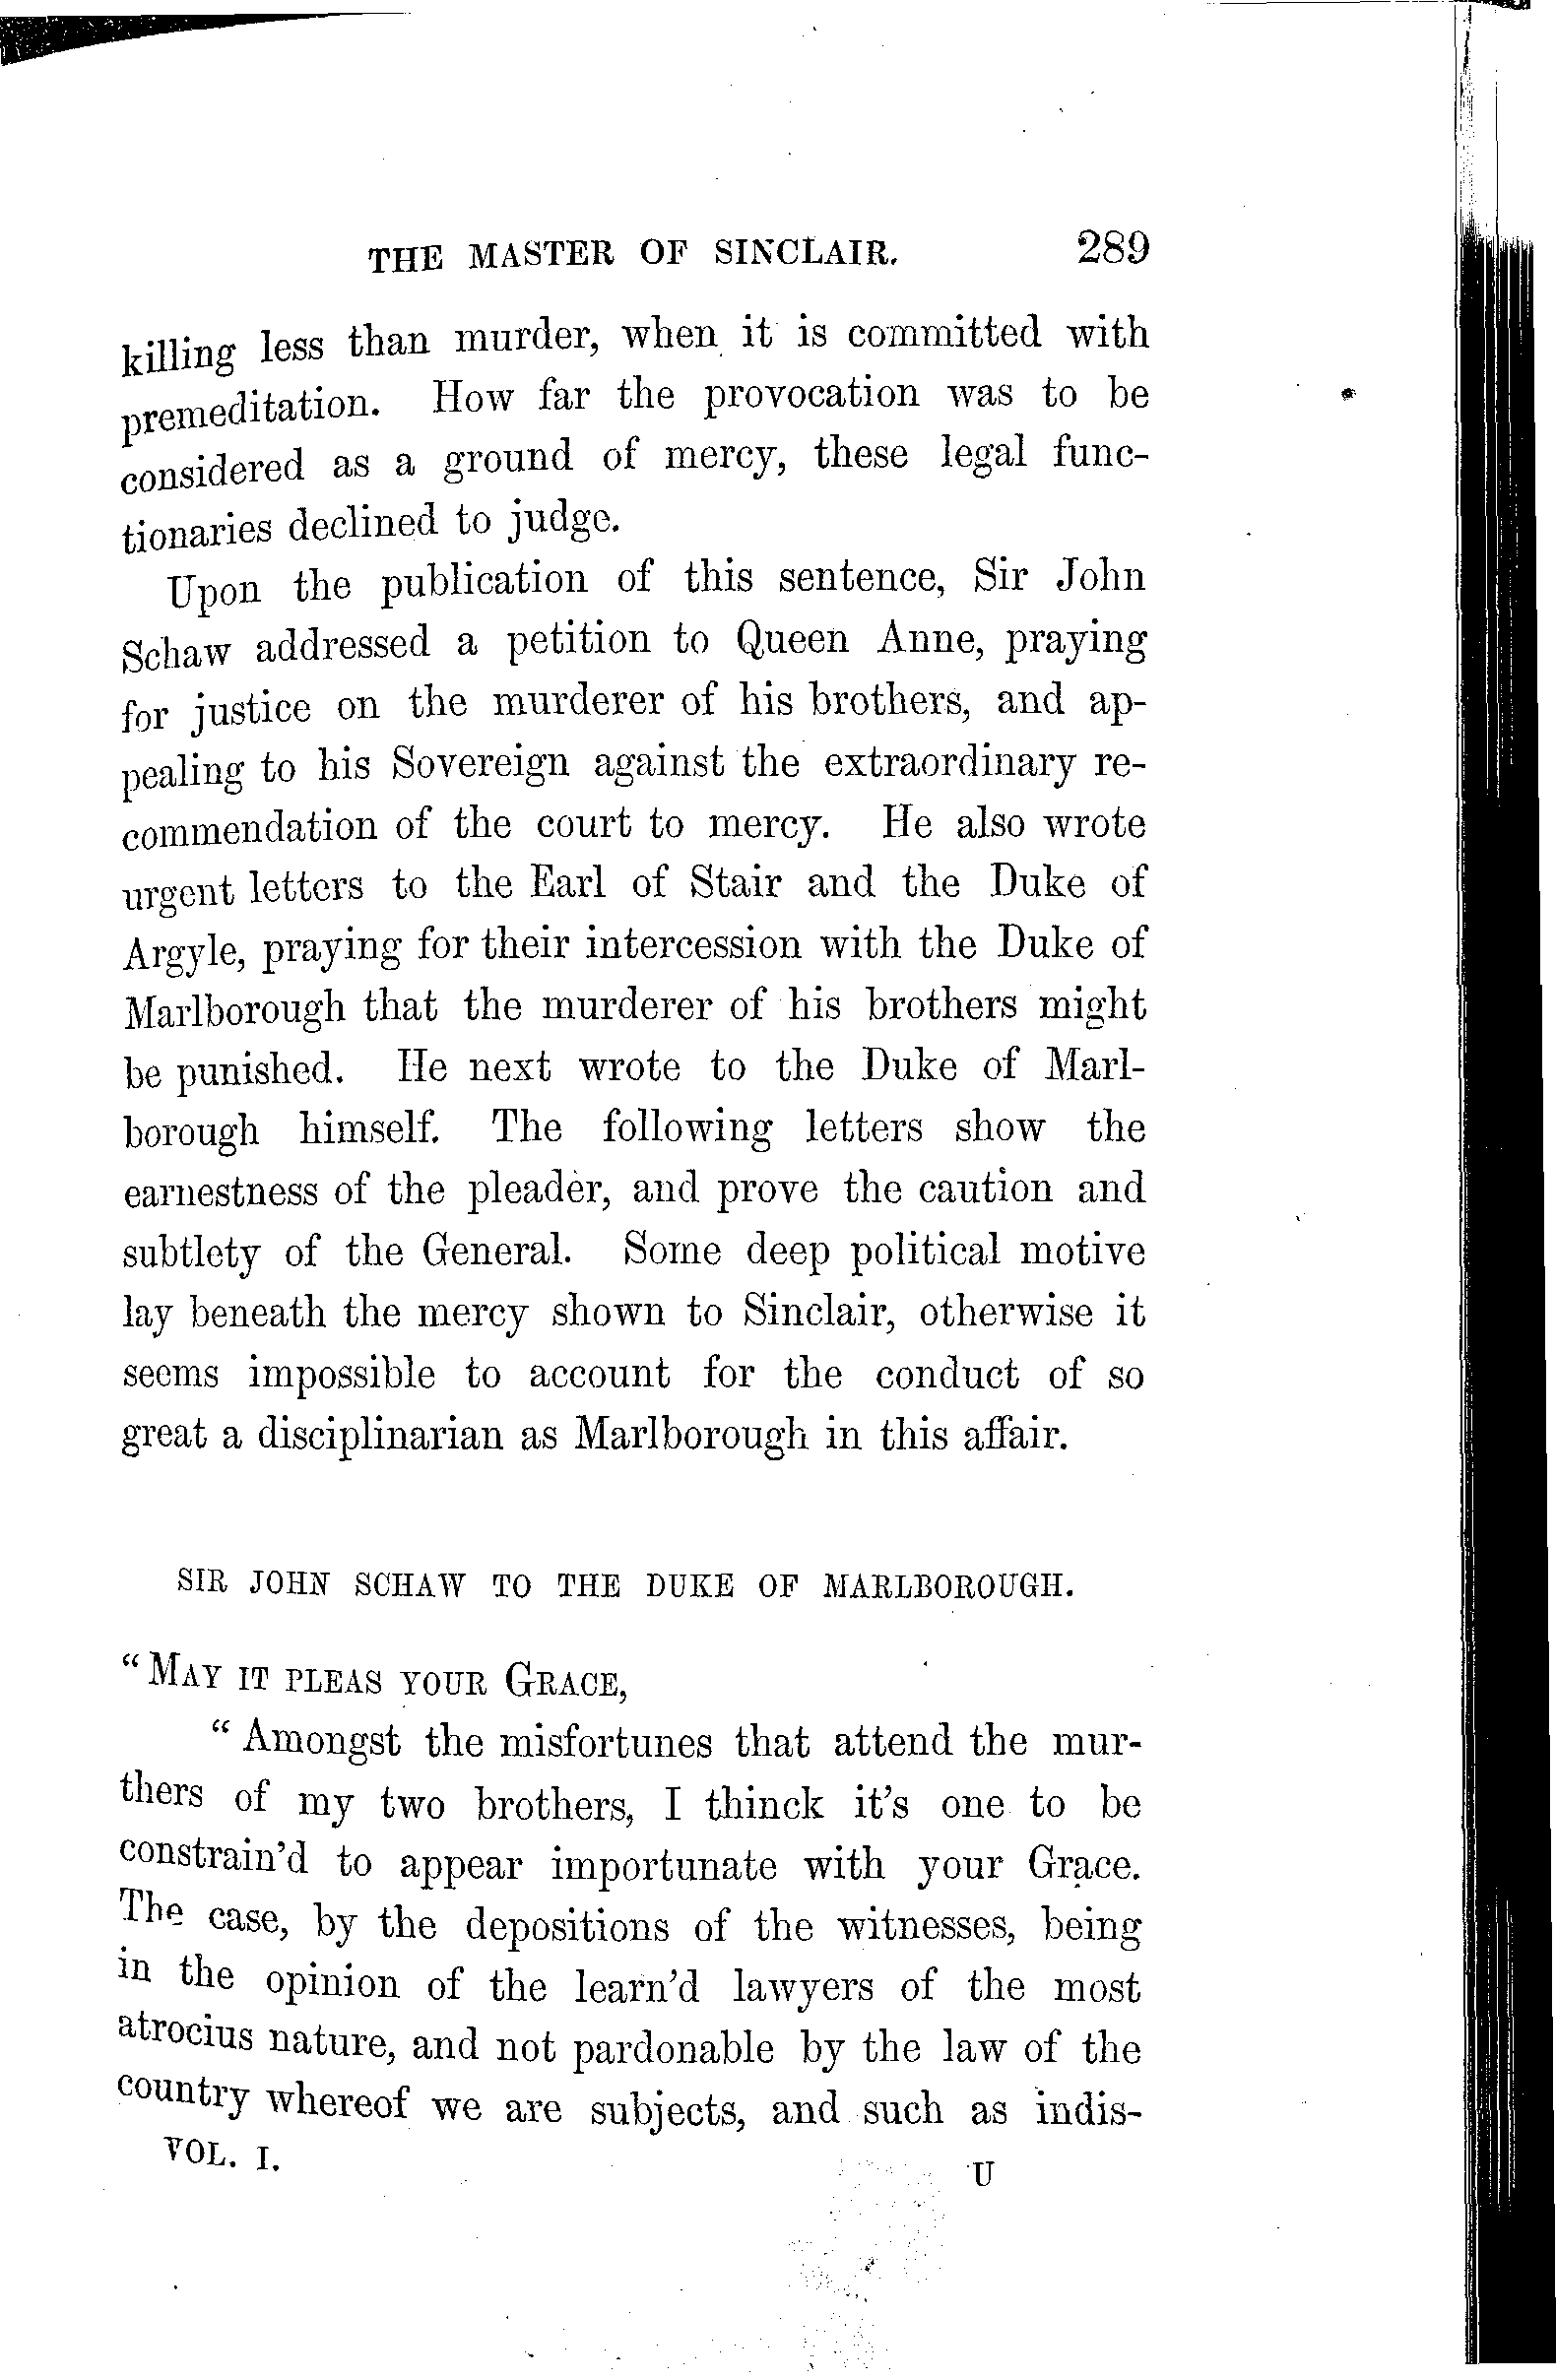 THE MASTER OF SINCLAIR. 289
killing less than murder, when it is committed with
premeditation. How far the provocation was to be
considered as a ground of mercy, these legal func-
tionaries declined to judge.
Upon the publication of this sentence, Sir John
Schaw addressed a petition to Queen Anne, praying
for justice on the murderer of his brothers, and ap-
pealing to his Sovereign against the extraordinary re-
commendation of the court to mercy. He also wrote
urgent letters to the Earl of Stair and the Duke of
Argyle, praying for their intercession with the Duke of
Marlborough that the murderer of his brothers might
be punished. He next wrote to the Duke of Marl-
borough himself. The following letters show the
earnestness of the pleader, and prove the caution and
subtlety of the General. Some deep political motive
lay beneath the mercy shown to Sinclair, otherwise it
seems impossible to account for the conduct of so
great a disciplinarian as Marlborough in this affair.
SIR JOHN SCHAW TO THE DUKE OF MARLBOROUGH.
“MAY IT PLEAS YOUR GRACE,
“Amongst the misfortunes that attend the mur-
thers of my two brothers, I thinck it's one to be
constrain'd to appear importunate with your Grace.
The case, by the depositions of the witnesses, being
in the opinion of the learn'd lawyers of the most
atrocius nature, and not pardonable by the law of the
country whereof we are subjects, and such as indis-
VOL. I. U